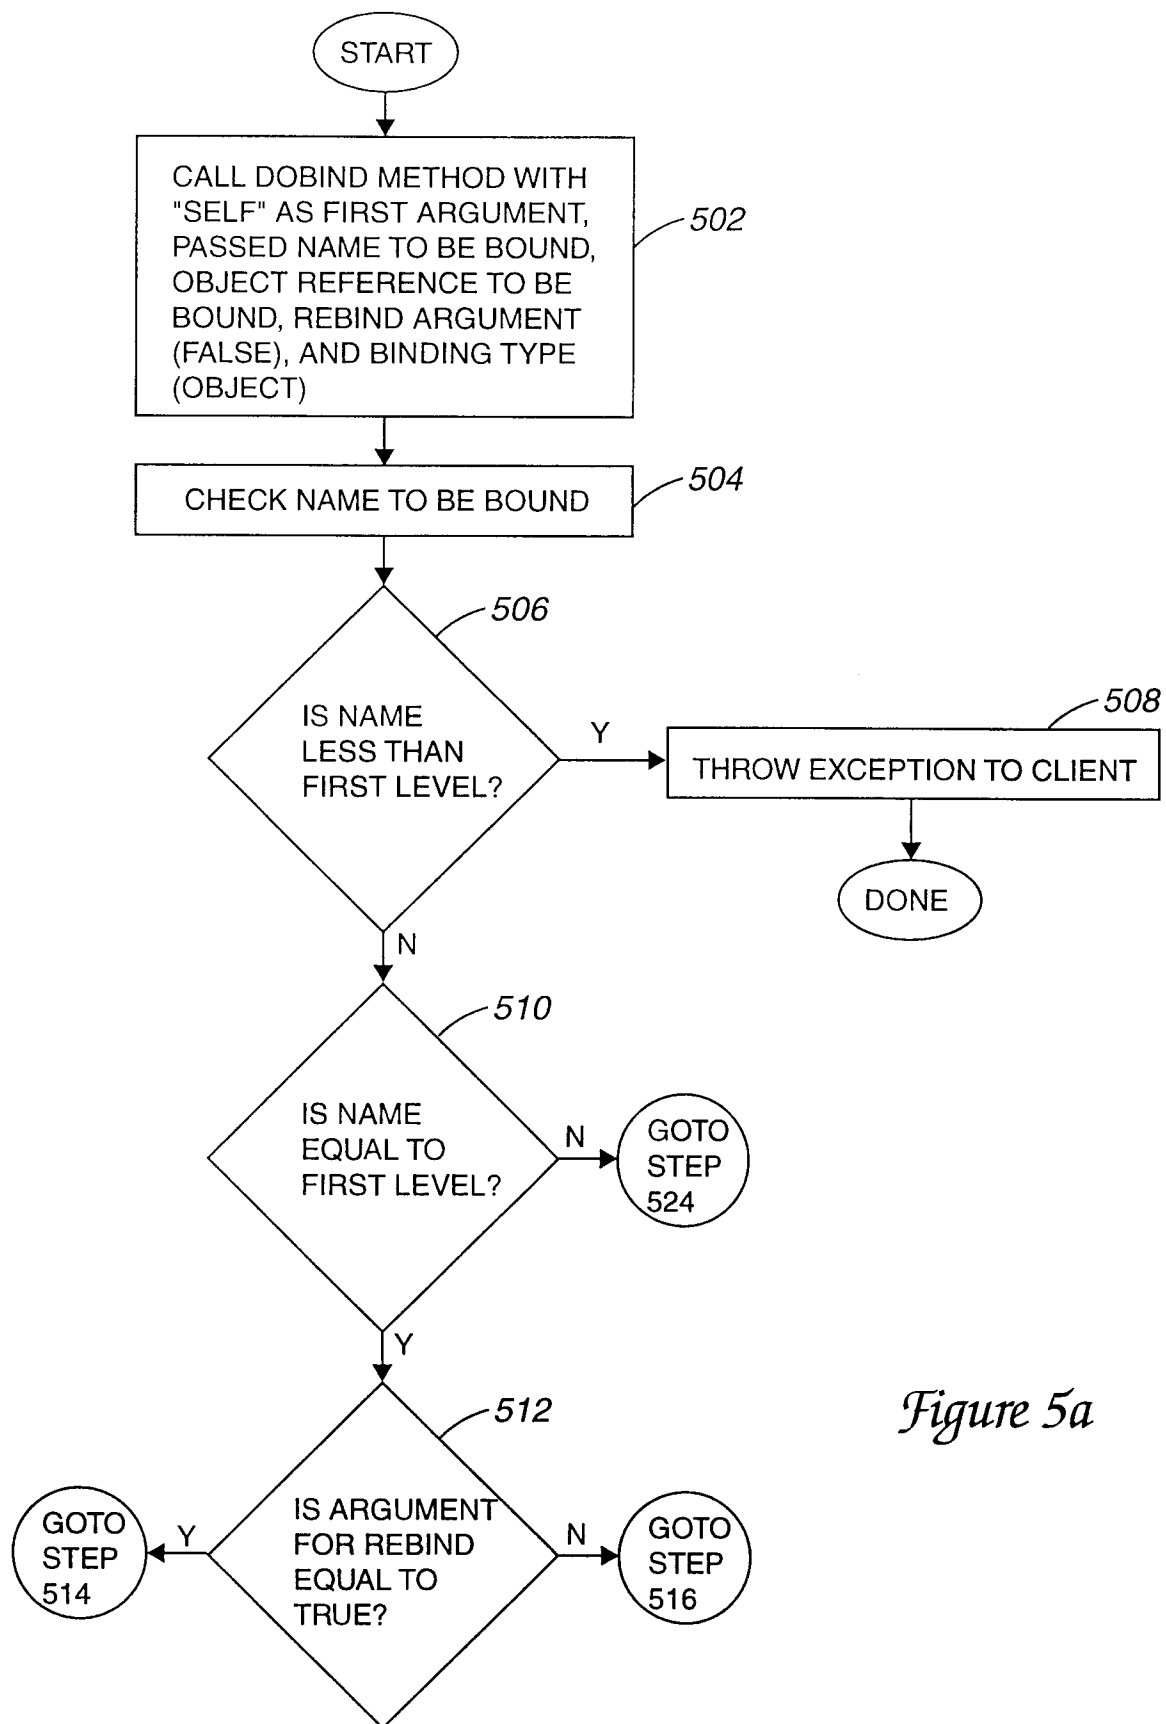 START
CALL DOBIND METHOD WITH
"SELF" AS FIRST ARGUMENT,
PASSED NAME TO BE BOUND,
OBJECT REFERENCE TO BE
BOUND, REBIND ARGUMENT
(FALSE), AND BINDING TYPE
(OBJECT)
502
CHECK NAME TO BE BOUND
504
506
IS NAME
LESS THAN
FIRST LEVEL?
Y
508
THROW EXCEPTION TO CLIENT
DONE
N
510
IS NAME
EQUAL TO
FIRST LEVEL?
N
GOTO
STEP
524
Y
512
IS ARGUMENT
FOR REBIND
EQUAL TO
TRUE?
Y
GOTO
STEP
514
N
GOTO
STEP
516
Figure 5a